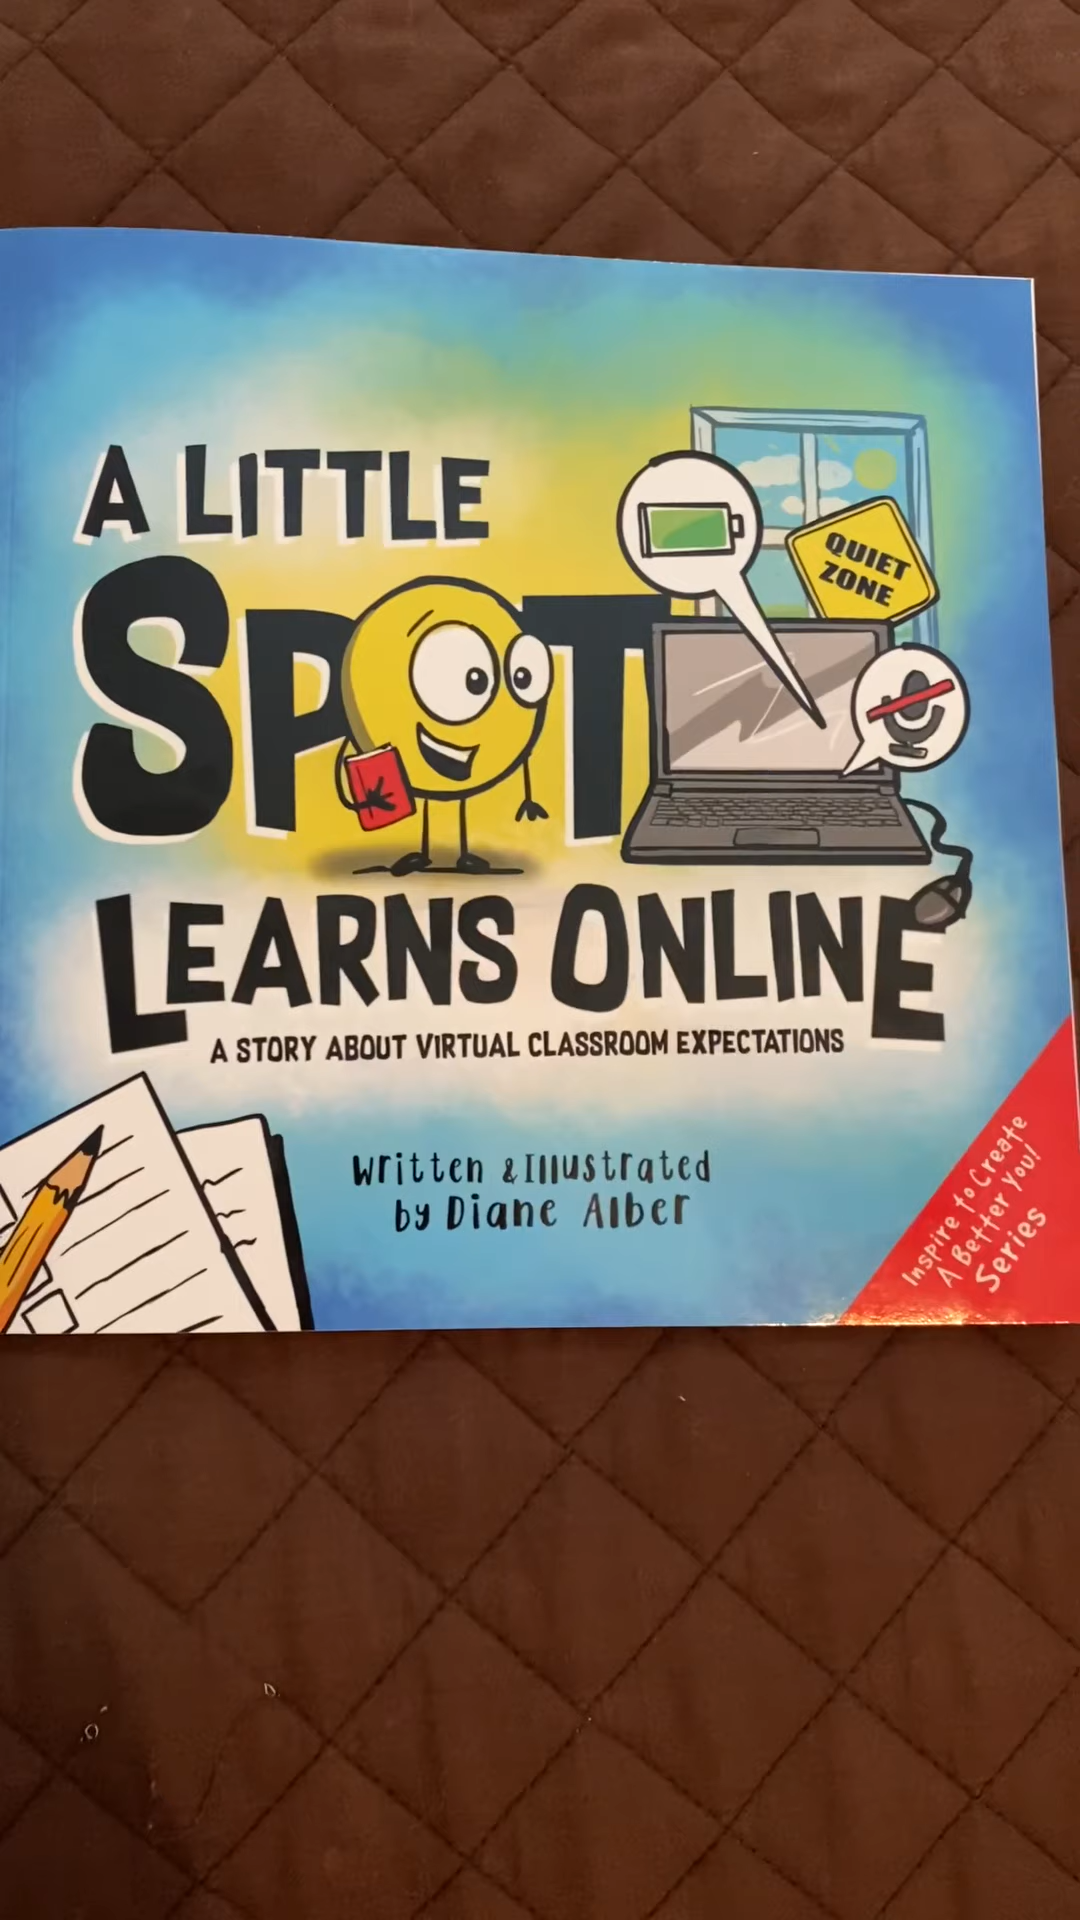 A LITTLE
SPOT
QUIET
ZONE
LEARNS ONLINE
A STORY ABOUT VIRTUAL CLASSROOM EXPECTATIONS
Written & Illustrated
by Diane Alber
Inspire to Create
A Better You!
Series